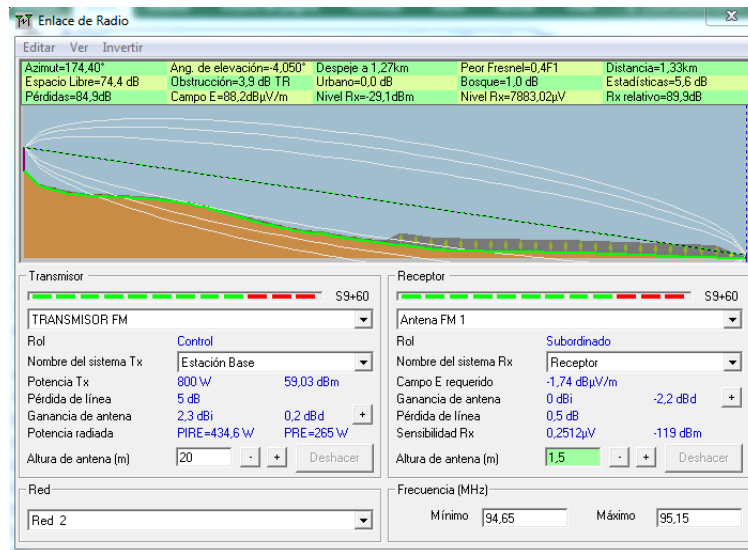 Enlace de Radio
Editar Ver Invertir
Azimut=174,40° Ang. de elevación=-4,050° Despeje a 1,27km Peor Fresnel=0,4F1 Distancia=1,33km
Espacio Libre=74,4 dB Obstrucción=3,9 dB TR Urbano=0,0 dB Bosque=1,0 dB Estadísticas=5,6 dB
Pérdidas=84,9dB Campo E=88,2dBµV/m Nivel Rx=-29,1dBm Nivel Rx=7883,02µV Rx relativo=89,9dB
Transmisor
S9+60
TRANSMISOR FM
Rol Control
Nombre del sistema Tx Estación Base
Potencia Tx 800 W 59,03 dBm
Pérdida de línea 5 dB
Ganancia de antena 2,3 dBi 0,2 dBd +
Potencia radiada PIRE=434,6 W PRE=265 W
Altura de antena (m) 20 - + Deshacer
Receptor
S9+60
Antena FM 1
Rol Subordinado
Nombre del sistema Rx Receptor
Campo E requerido -1,74 dBµV/m
Ganancia de antena 0 dBi -2,2 dBd +
Pérdida de línea 0,5 dB
Sensibilidad Rx 0,2512µV -119 dBm
Altura de antena (m) 1,5 - + Deshacer
Red
Red 2
Frecuencia (MHz)
Mínimo 94,65 Máximo 95,15